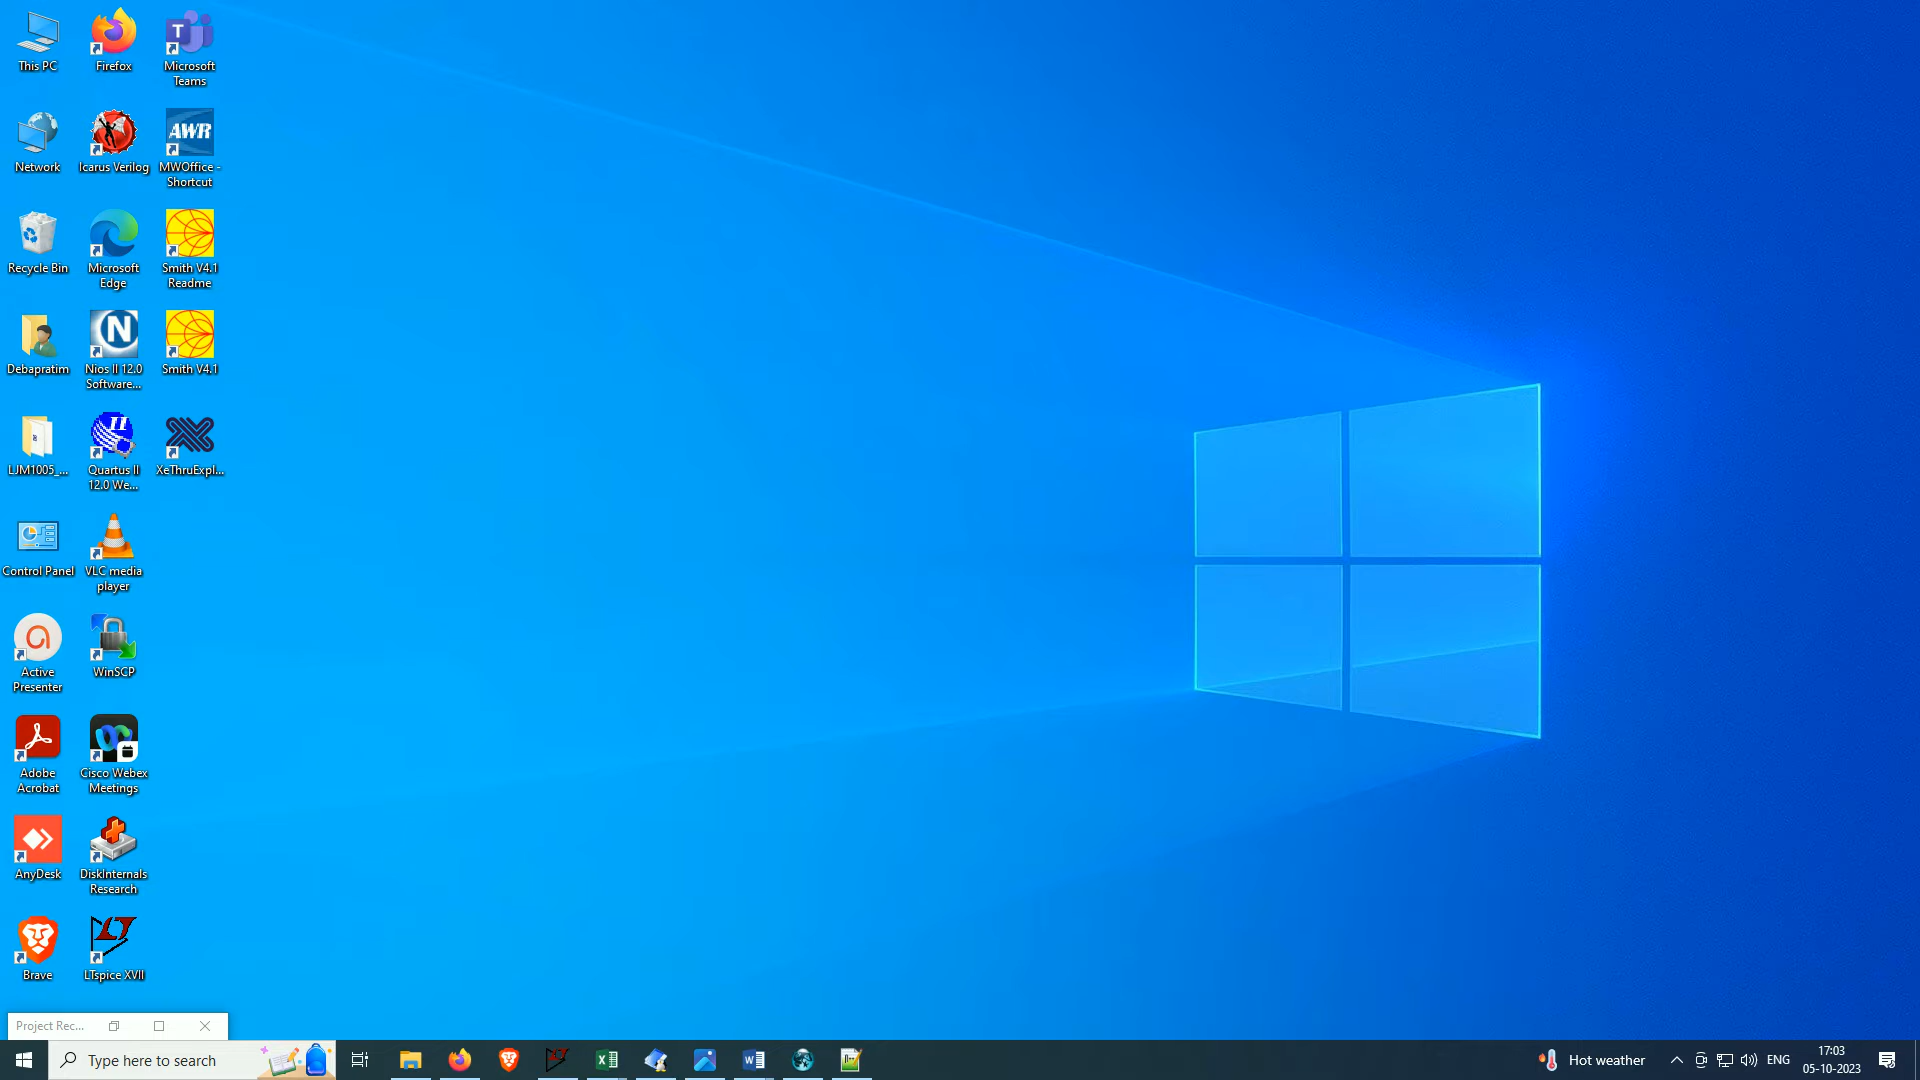 This PC
Firefox
Microsoft
Teams
Network
Icarus Verilog
AWR
MWOffice -
Shortcut
Recycle Bin
Microsoft
Edge
Smith V4.1
Readme
Debapratim
Nios II 12.0
Software...
Smith V4.1
LJM1005_...
Quartus II
12.0 We...
XeThruExpl...
Control Panel
VLC media
player
Active
Presenter
WinSCP
Adobe
Acrobat
Cisco Webex
Meetings
AnyDesk
DiskInternals
Research
Brave
LTspice XVII
Project Rec...
Type here to search
Hot weather
ENG
17:03
05-10-2023